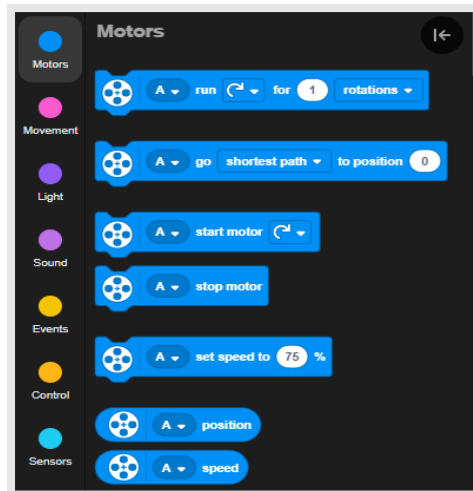 Motors
Motors
A run for 1 rotations
Movement
A go shortest path to position 0
Light
A start motor
Sound
A stop motor
Events
A set speed to 75 %
Control
A position
Sensors
A speed